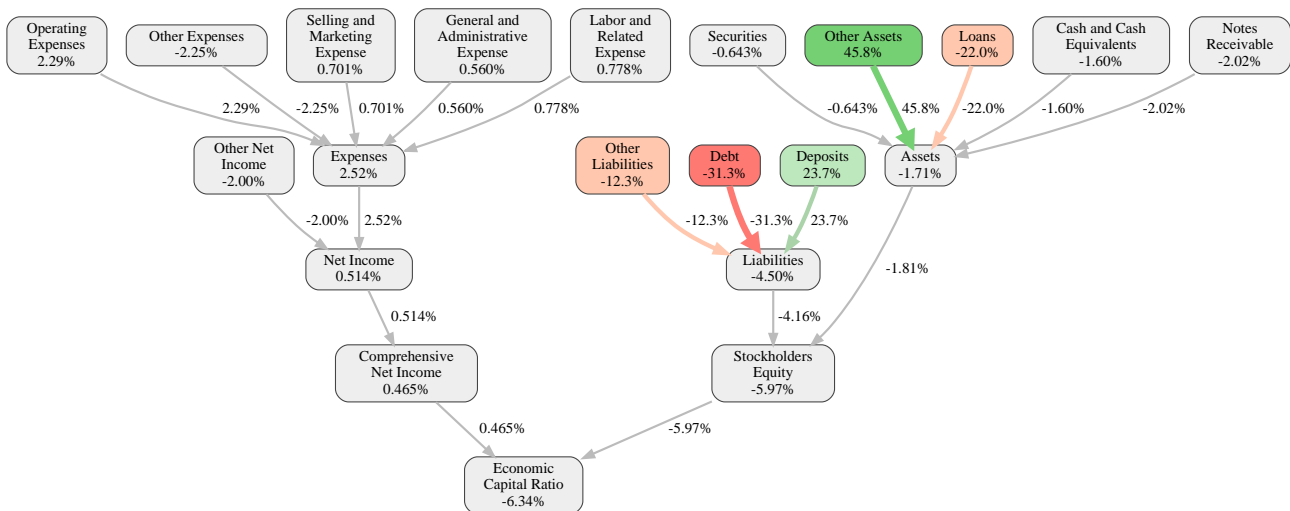 Operating
Expenses
2.29%
Other Expenses
-2.25%
Selling and
Marketing
Expense
0.701%
General and
Administrative
Expense
0.560%
Labor and
Related
Expense
0.778%
Securities
-0.643%
Other Assets
45.8%
Loans
-22.0%
Cash and Cash
Equivalents
-1.60%
Notes
Receivable
-2.02%
2.29%
-2.25%
0.701%
0.560%
0.778%
-0.643%
45.8%
-22.0%
-1.60%
-2.02%
Other Net
Income
-2.00%
Expenses
2.52%
Other
Liabilities
-12.3%
Debt
-31.3%
Deposits
23.7%
Assets
-1.71%
-2.00%
2.52%
-12.3%
-31.3%
23.7%
-1.81%
Net Income
0.514%
Liabilities
-4.50%
0.514%
-4.16%
Comprehensive
Net Income
0.465%
Stockholders
Equity
-5.97%
0.465%
-5.97%
Economic
Capital Ratio
-6.34%